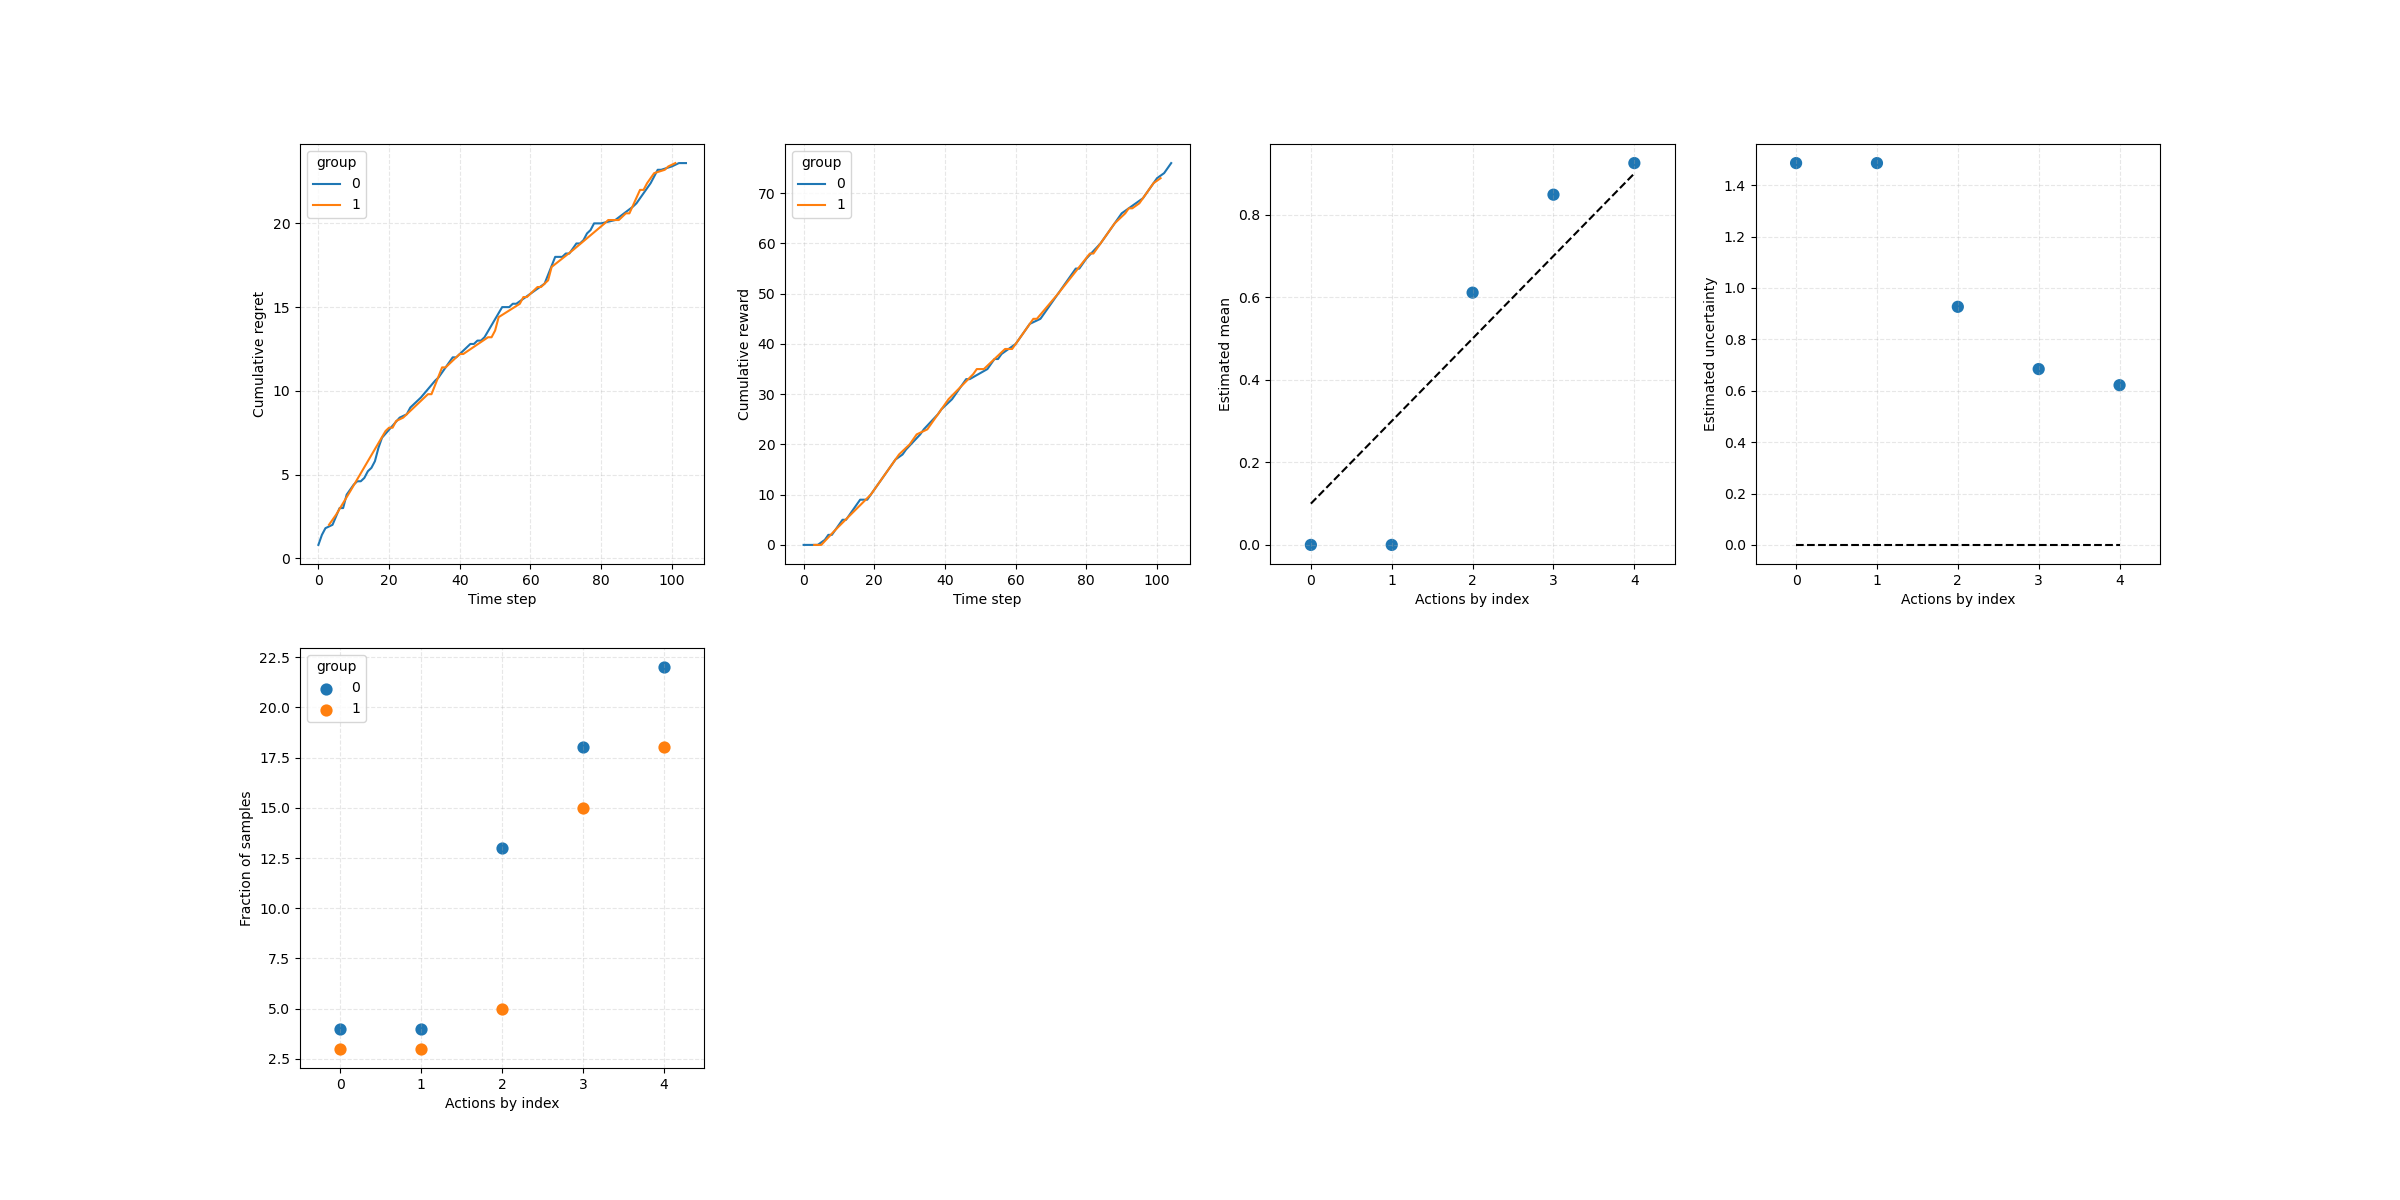 group
0
1
20
15
10
5
0
Cumulative regret
0 20 40 60 80 100
Time step
group
0
1
70
60
50
40
30
20
10
0
Cumulative reward
0 20 40 60 80 100
Time step
0.8
0.6
0.4
0.2
0.0
Estimated mean
0 1 2 3 4
Actions by index
1.4
1.2
1.0
0.8
0.6
0.4
0.2
0.0
Estimated uncertainty
0 1 2 3 4
Actions by index
group
0
1
22.5
20.0
17.5
15.0
12.5
10.0
7.5
5.0
2.5
Fraction of samples
0 1 2 3 4
Actions by index